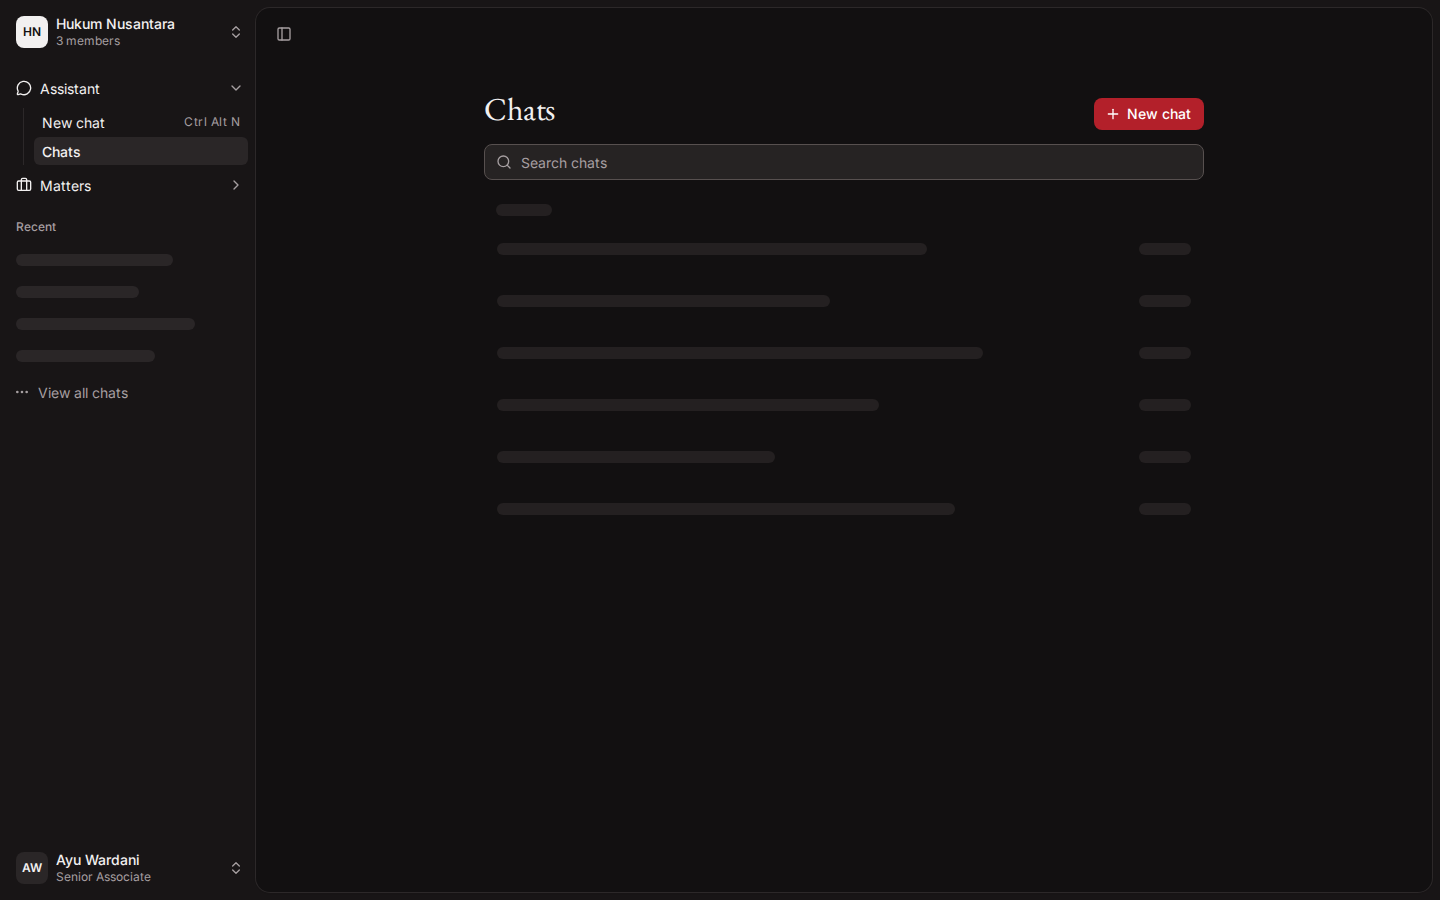 HN
Hukum Nusantara
3 members
Assistant
New chat Ctrl Alt N
Chats
Matters
Recent
View all chats
AW
Ayu Wardani
Senior Associate
Chats
New chat
Search chats